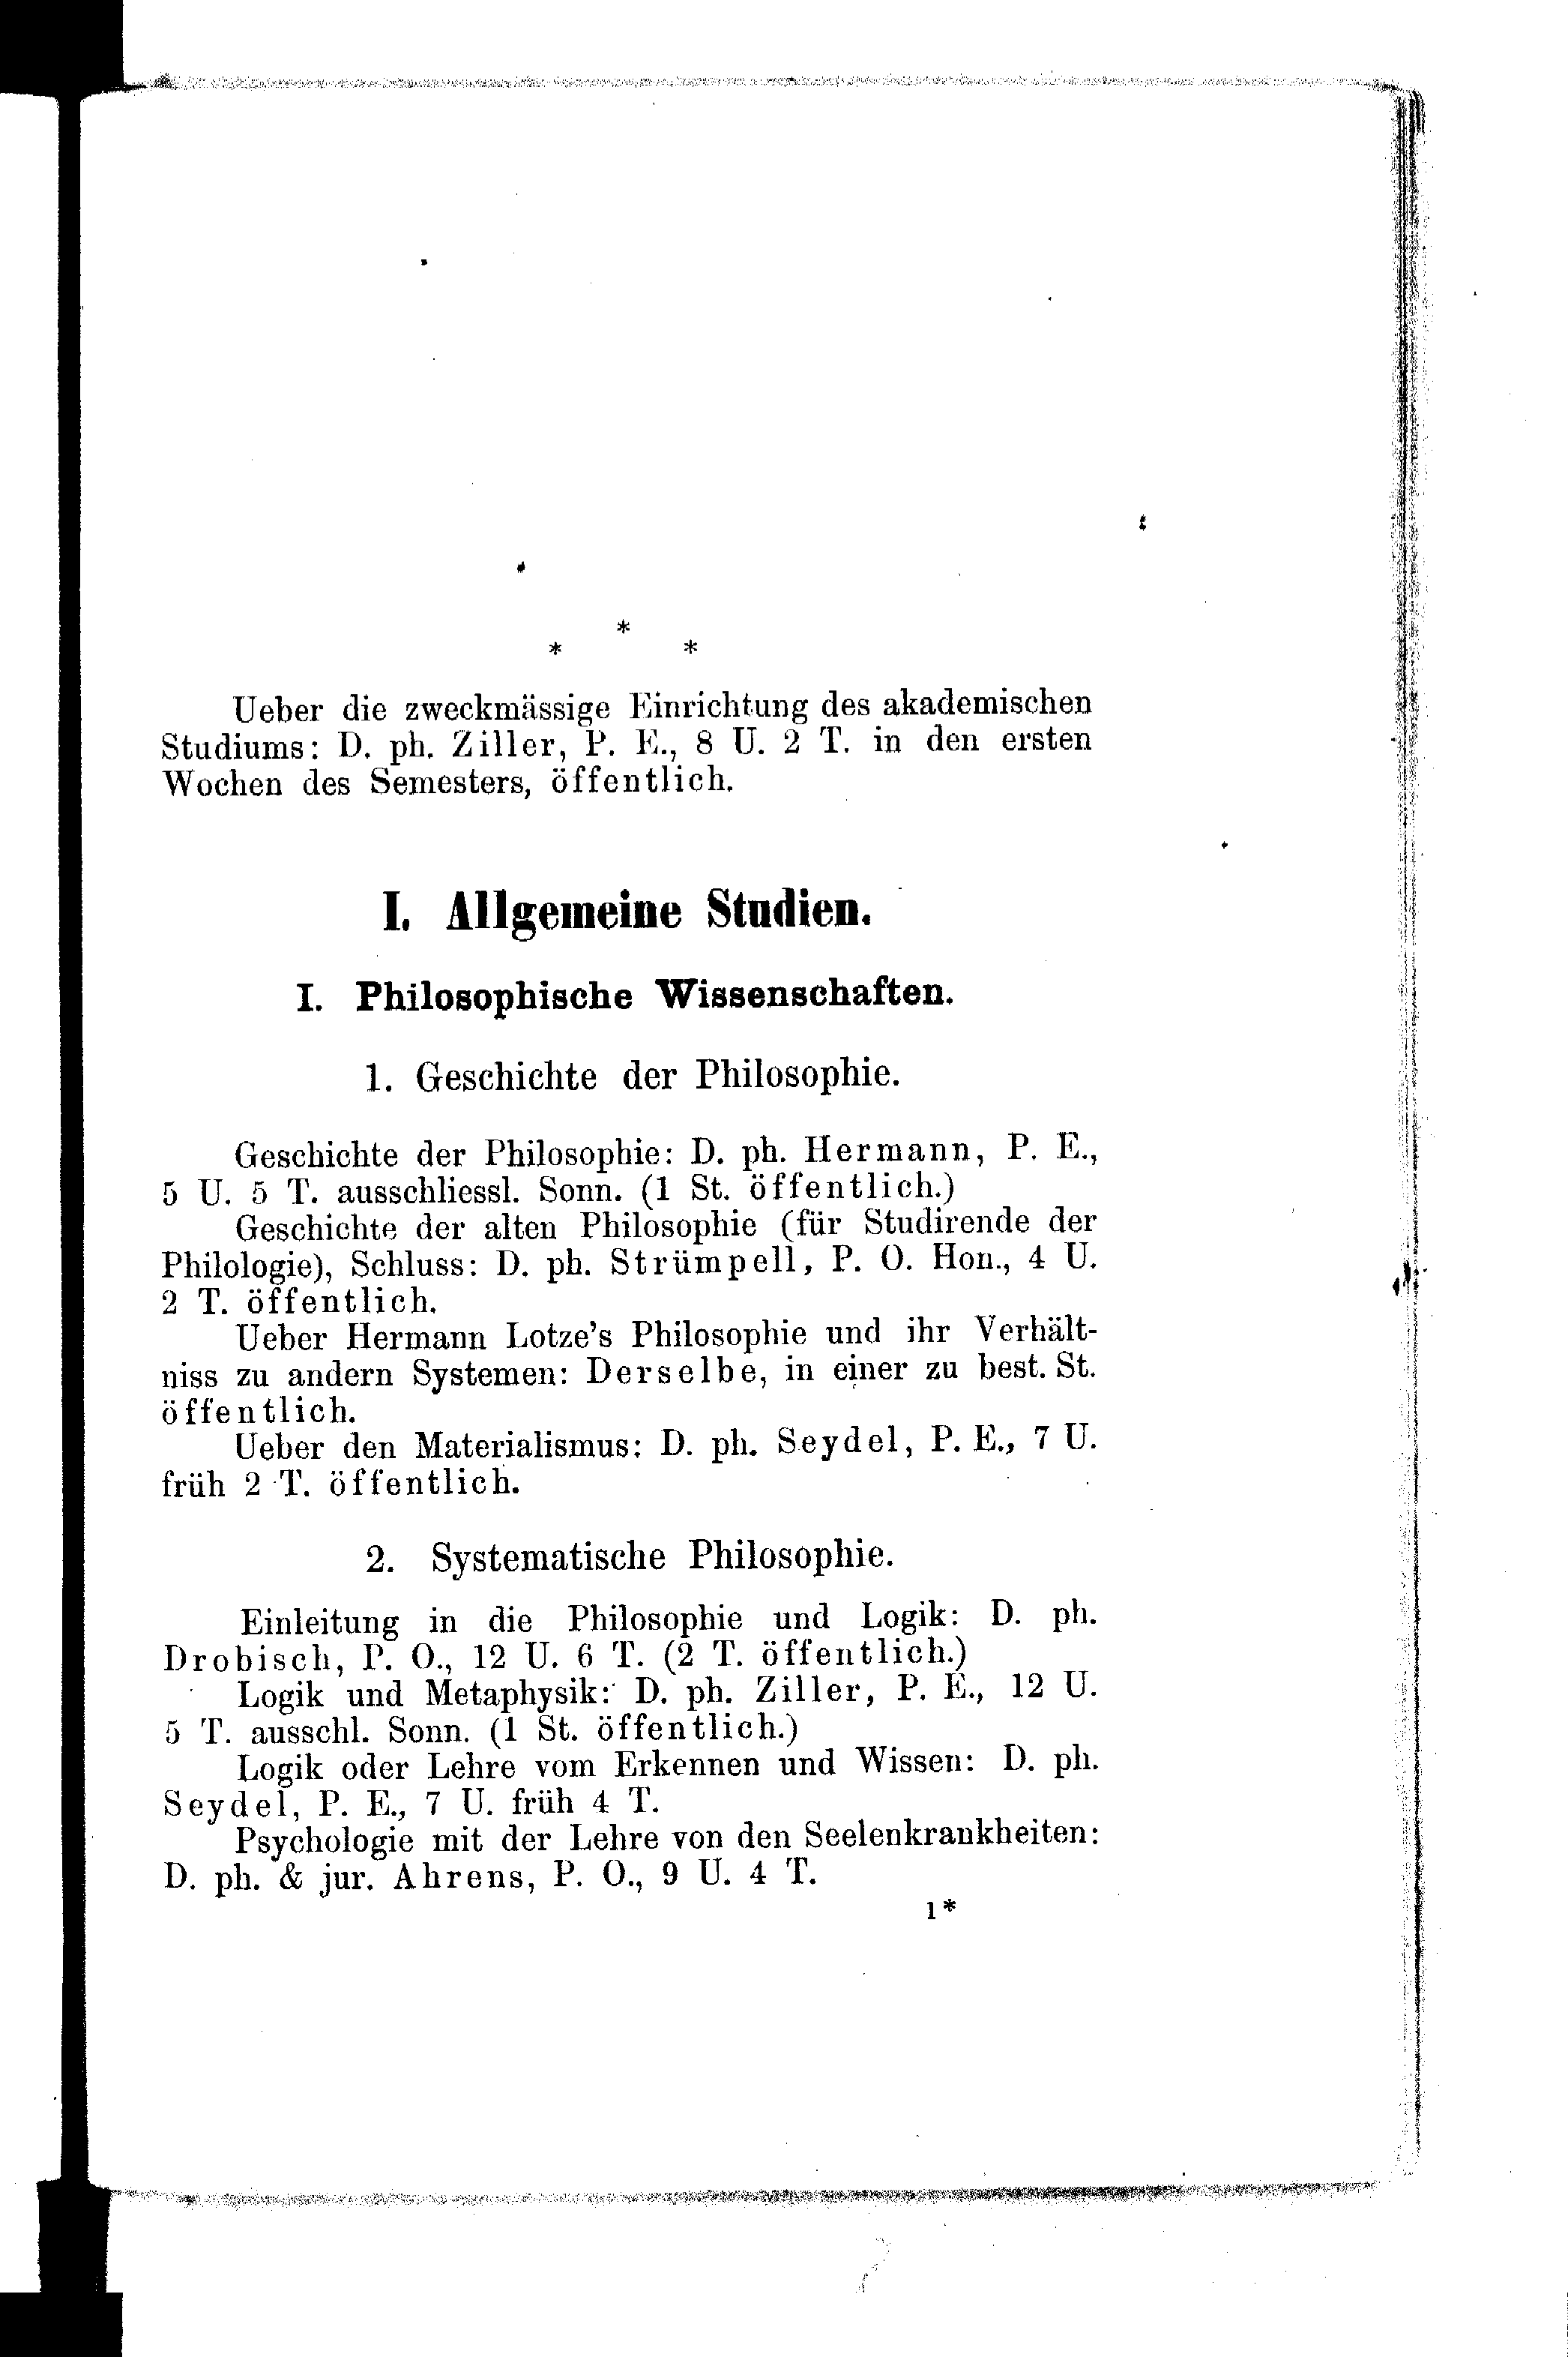 *
* *
Ueber die zweckmässige Einrichtung des akademischen
Studiums: D. ph. Ziller, P. E., 8 U. 2 T. in den ersten
Wochen des Semesters, öffentlich.
I. Allgemeine Studien.
I. Philosophische Wissenschaften.
1. Geschichte der Philosophie.
Geschichte der Philosophie: D. ph. Hermann, P. E.,
5 U. 5 T. ausschliessl. Sonn. (1 St. öffentlich.)
Geschichte der alten Philosophie (für Studirende der
Philologie), Schluss: D. ph. Strümpell, P. O. Hon., 4 U.
2 T. öffentlich.
Ueber Hermann Lotze's Philosophie und ihr Verhält-
niss zu andern Systemen: Derselbe, in einer zu best. St.
öffentlich.
Ueber den Materialismus: D. ph. Seydel, P. E., 7 U.
früh 2 T. öffentlich.
2. Systematische Philosophie.
Einleitung in die Philosophie und Logik: D. ph.
Drobisch, P. O., 12 U. 6 T. (2 T. öffentlich.)
Logik und Metaphysik: D. ph. Ziller, P. E., 12 U.
5 T. ausschl. Sonn. (1 St. öffentlich.)
Logik oder Lehre vom Erkennen und Wissen: D. ph.
Seydel, P. E., 7 U. früh 4 T.
Psychologie mit der Lehre von den Seelenkrankheiten:
D. ph. & jur. Ahrens, P. O., 9 U. 4 T.
1*